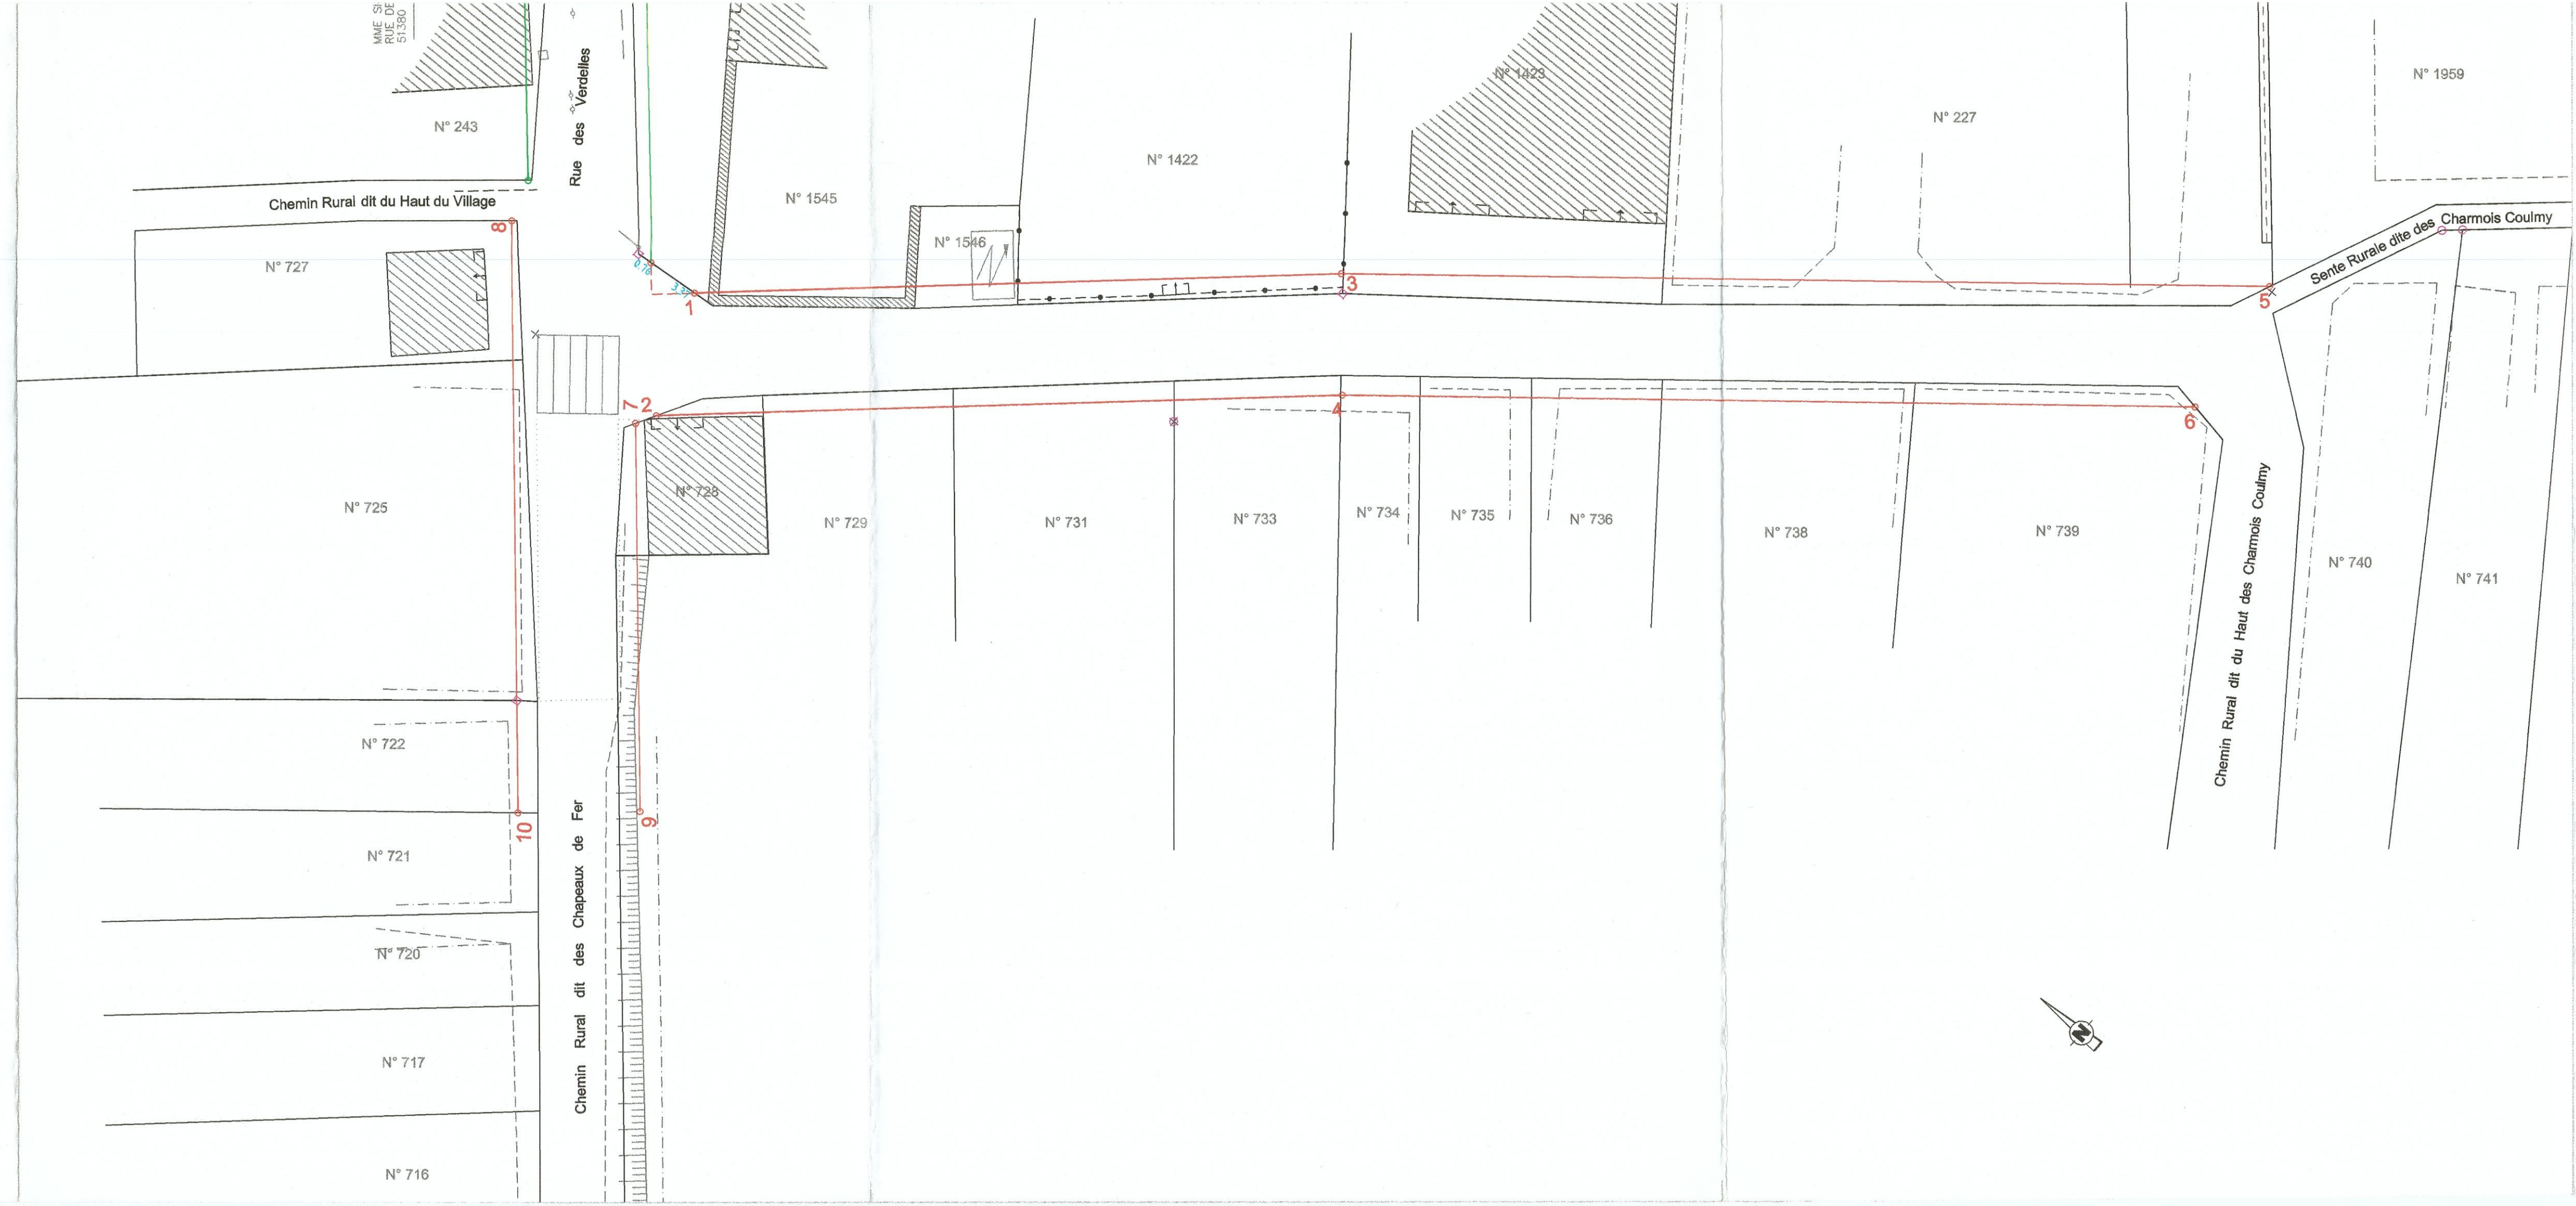 MME SI
RUE DE
51380
Rue des Verdelles
N° 243
N° 1423
N° 1959
N° 227
N° 1422
N° 1545
Chemin Rural dit du Haut du Village
8
N° 1546
Sente Rurale dite des Charmois Coulmy
N° 727
0.76
3
1
5
7
2
4
6
N° 725
N° 728
N° 729
N° 731
N° 733
N° 734
N° 735
N° 736
N° 738
N° 739
N° 740
N° 741
Chemin Rural dit du Haut des Charmois Coulmy
N° 722
10
9
N° 721
Chemin Rural dit des Chapeaux de Fer
N° 720
N° 717
N° 716
N